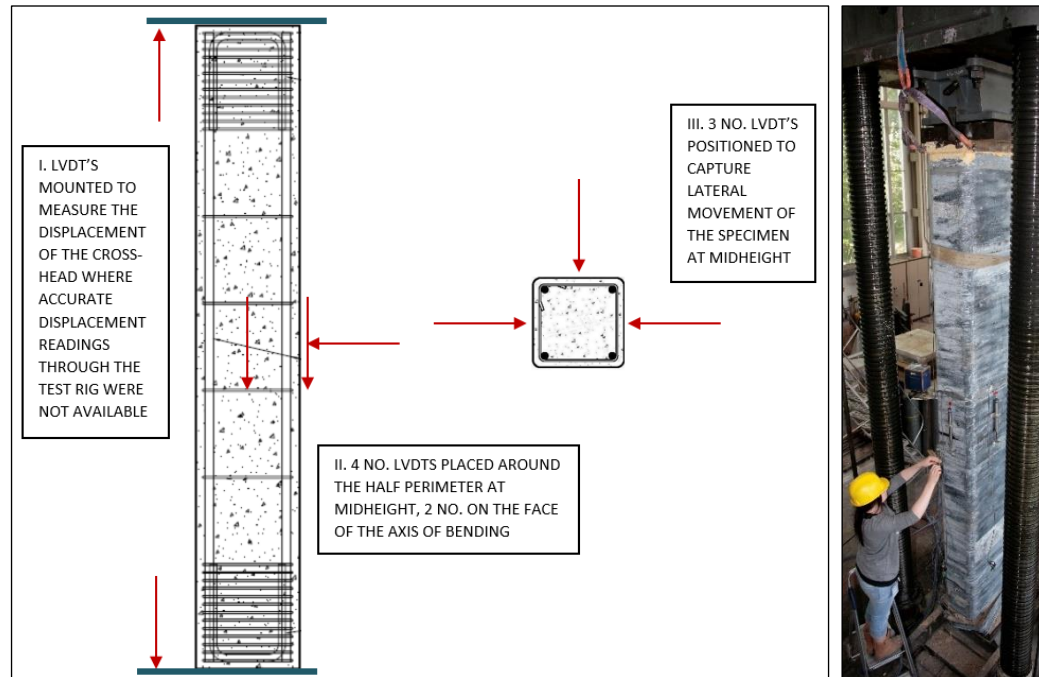 I. LVDT'S
MOUNTED TO
MEASURE THE
DISPLACEMENT
OF THE CROSS-
HEAD WHERE
ACCURATE
DISPLACEMENT
READINGS
THROUGH THE
TEST RIG WERE
NOT AVAILABLE
II. 4 NO. LVDTS PLACED AROUND
THE HALF PERIMETER AT
MIDHEIGHT, 2 NO. ON THE FACE
OF THE AXIS OF BENDING
III. 3 NO. LVDT'S
POSITIONED TO
CAPTURE
LATERAL
MOVEMENT OF
THE SPECIMEN
AT MIDHEIGHT